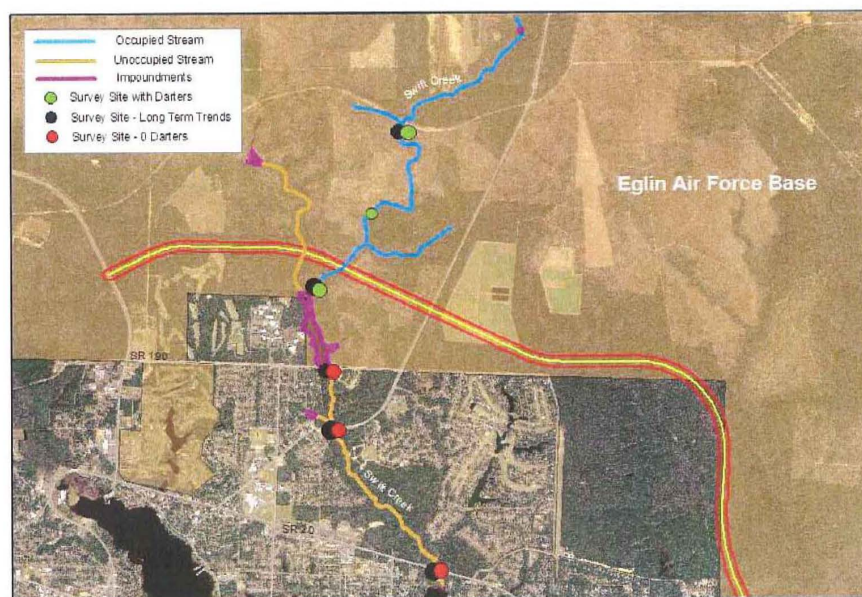 Occupied Stream
Unoccupied Stream
Impoundments
Survey Site with Darters
Survey Site - Long Term Trends
Survey Site - 0 Darters
Swift Creek
Eglin Air Force Base
SR 190
Swift Creek
SR 20